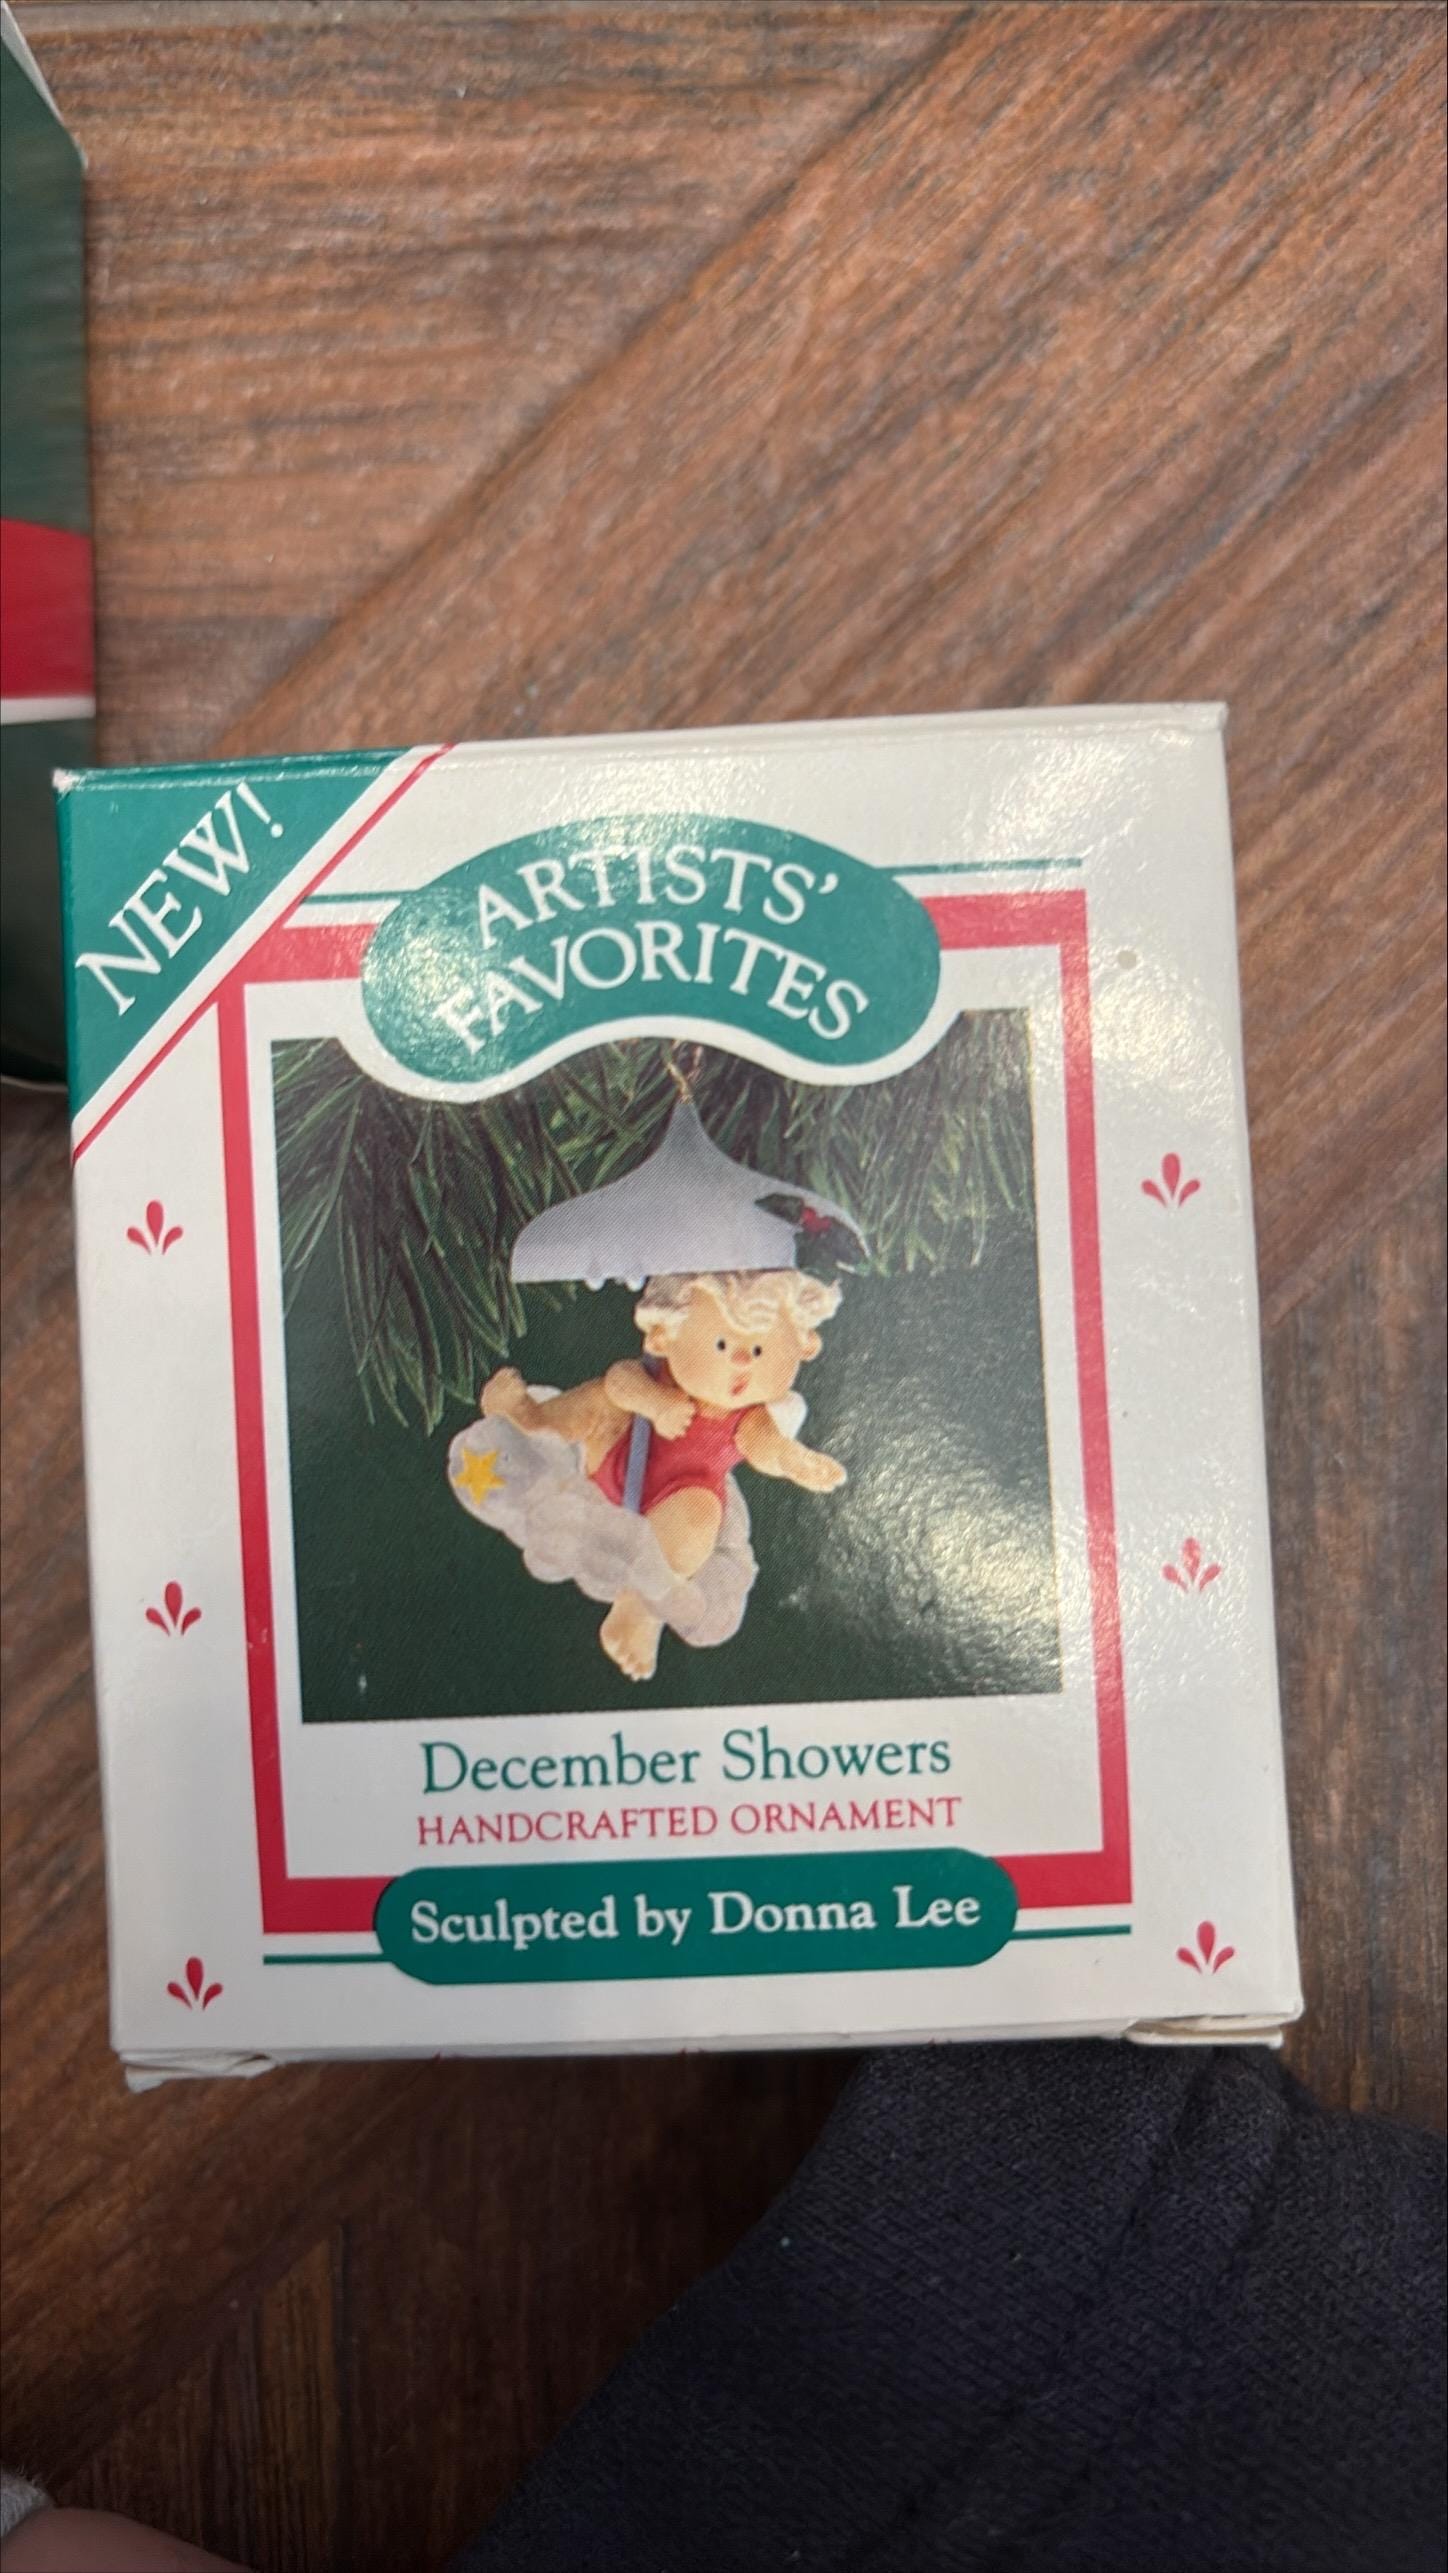 NEW!
ARTISTS'
FAVORITES
December Showers
HANDCRAFTED ORNAMENT
Sculpted by Donna Lee